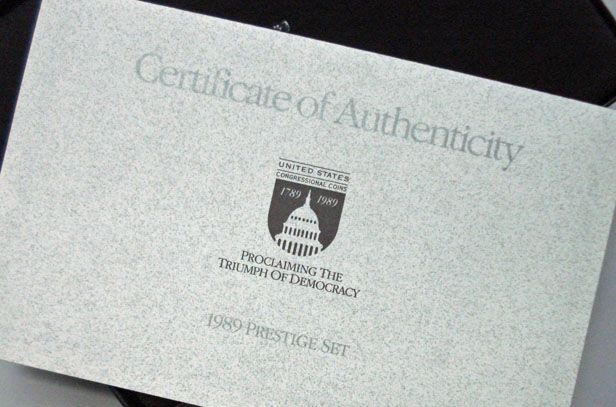 Certificate of Authenticity
UNITED STATES
CONGRESSIONAL COINS
1789 1989
PROCLAIMING THE
TRIUMPH OF DEMOCRACY
1989 PRESTIGE SET